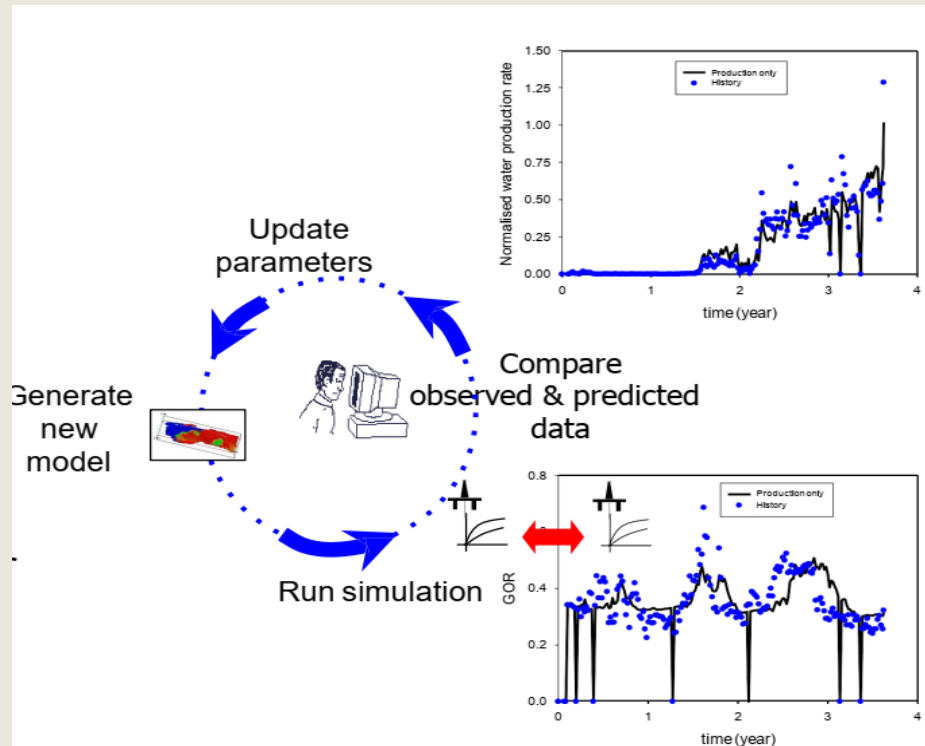 Update
parameters
Generate
new
model
Run simulation
Compare
observed & predicted
data
1.50
1.25
1.00
0.75
0.50
0.25
0.00
Normalised water production rate
Production only
History
0 1 2 3 4
time (year)
0.8
0.4
0.2
0.0
GOR
Production only
History
0 1 2 3 4
time (year)